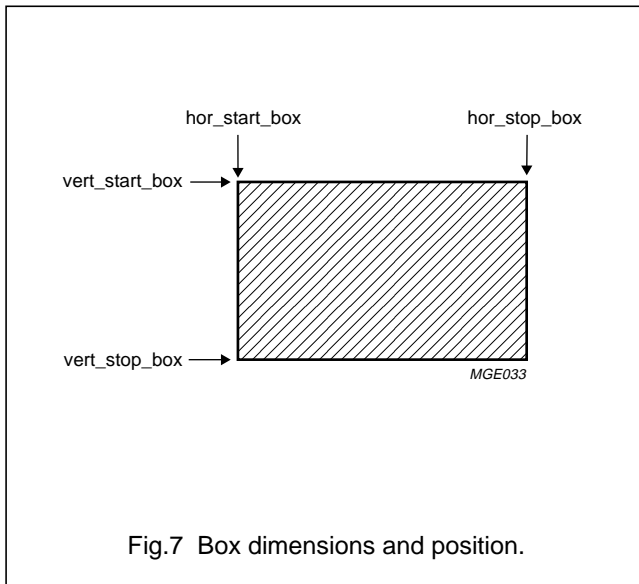 hor_start_box hor_stop_box
vert_start_box
vert_stop_box
MGE033
Fig.7 Box dimensions and position.